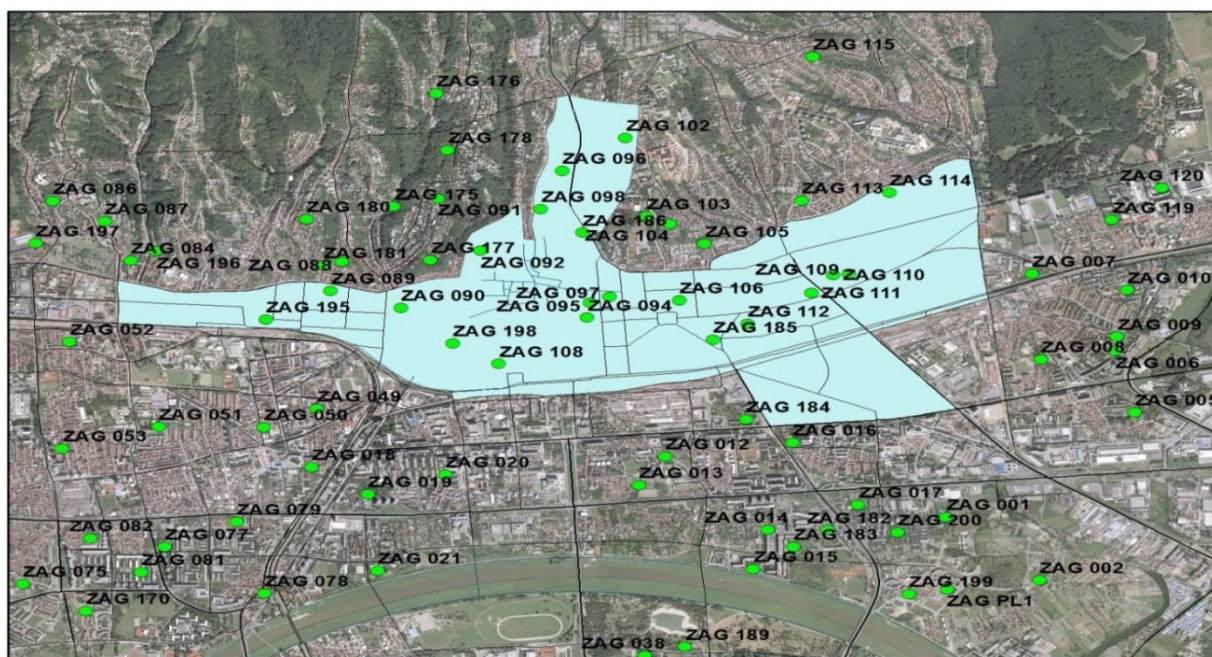 ZAG 115
ZAG 176
ZAG 102
ZAG 178
ZAG 096
ZAG 086
ZAG 175
ZAG 113
ZAG 114
ZAG 120
ZAG 087
ZAG 180
ZAG 091
ZAG 098
ZAG 103
ZAG 186
ZAG 119
ZAG 197
ZAG 104
ZAG 105
ZAG 084
ZAG 181
ZAG 177
ZAG 196
ZAG 088
ZAG 092
ZAG 109
ZAG 110
ZAG 007
ZAG 089
ZAG 010
ZAG 090
ZAG 097
ZAG 106
ZAG 111
ZAG 195
ZAG 095
ZAG 094
ZAG 112
ZAG 052
ZAG 198
ZAG 185
ZAG 009
ZAG 108
ZAG 008
ZAG 006
ZAG 049
ZAG 005
ZAG 051
ZAG 050
ZAG 184
ZAG 053
ZAG 012
ZAG 016
ZAG 018
ZAG 020
ZAG 013
ZAG 019
ZAG 017
ZAG 001
ZAG 079
ZAG 082
ZAG 077
ZAG 014
ZAG 182
ZAG 200
ZAG 183
ZAG 081
ZAG 021
ZAG 015
ZAG 075
ZAG 078
ZAG 199
ZAG 002
ZAG 170
ZAG PL1
ZAG 038
ZAG 189